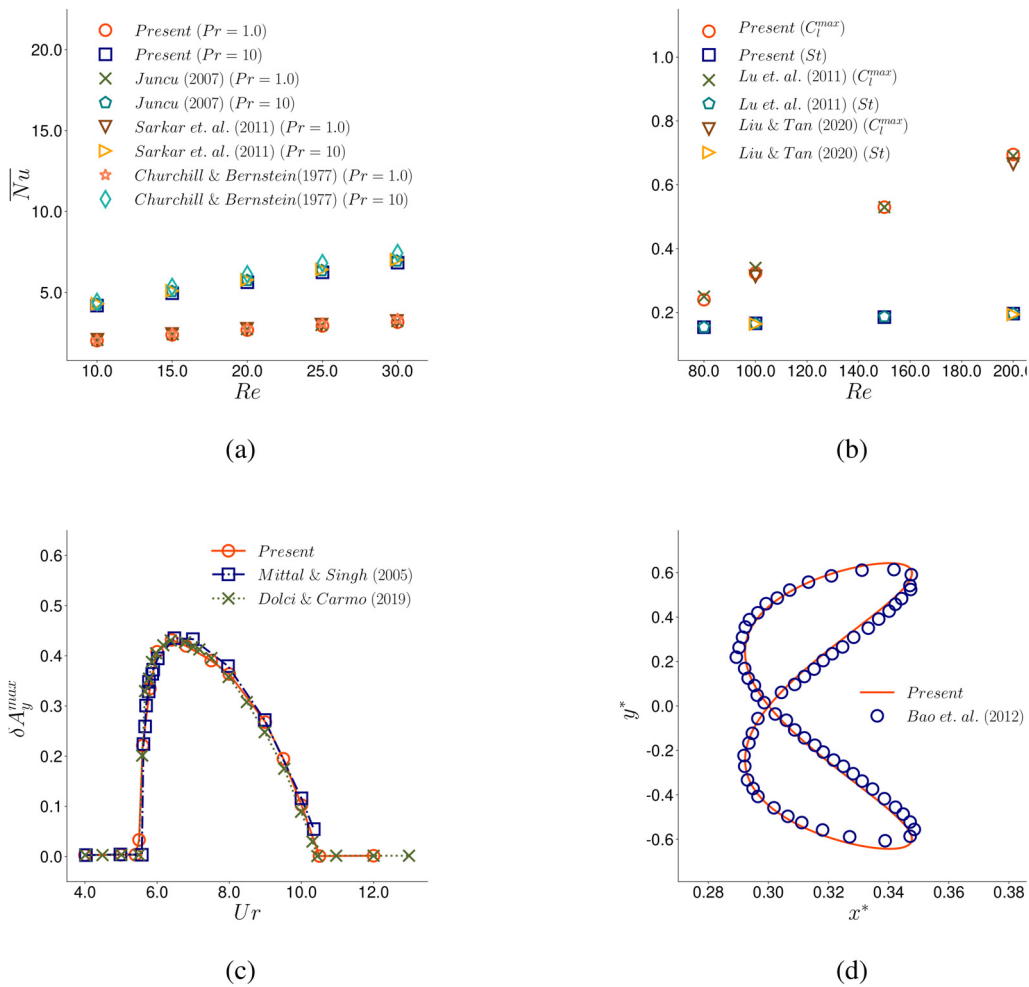 20.0
15.0
10.0
5.0
Nu
Present (Pr = 1.0)
Present (Pr = 10)
Juncu (2007) (Pr = 1.0)
Juncu (2007) (Pr = 10)
Sarkar et. al. (2011) (Pr = 1.0)
Sarkar et. al. (2011) (Pr = 10)
Churchill & Bernstein(1977) (Pr = 1.0)
Churchill & Bernstein(1977) (Pr = 10)
10.0 15.0 20.0 25.0 30.0
Re
(a)
1.0
0.8
0.6
0.4
0.2
Present (C_l^{max})
Present (St)
Lu et. al. (2011) (C_l^{max})
Lu et. al. (2011) (St)
Liu & Tan (2020) (C_l^{max})
Liu & Tan (2020) (St)
80.0 100.0 120.0 140.0 160.0 180.0 200.0
Re
(b)
0.6
0.5
0.4
0.3
0.2
0.1
0.0
δA_y^{max}
Present
Mittal & Singh (2005)
Dolci & Carmo (2019)
4.0 6.0 8.0 10.0 12.0
Ur
(c)
0.6
0.4
0.2
0.0
-0.2
-0.4
-0.6
y*
Present
Bao et. al. (2012)
0.28 0.30 0.32 0.34 0.36 0.38
x*
(d)